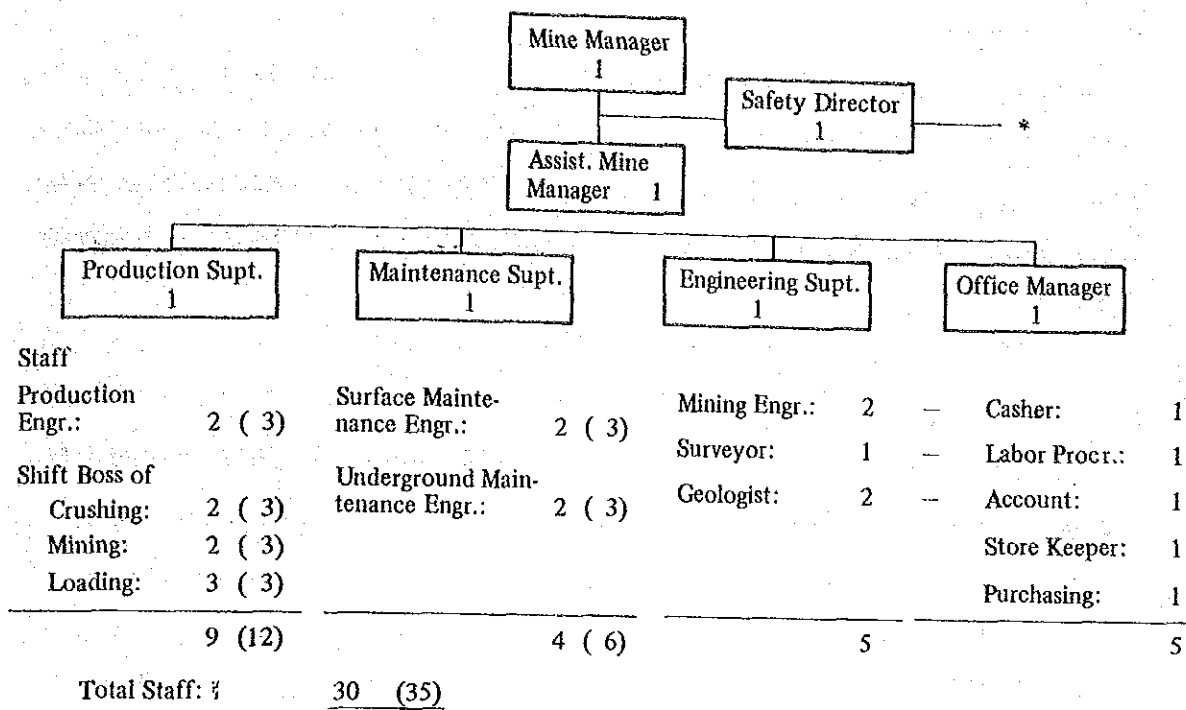 Mine Manager
1
Safety Director
1
*
Assist. Mine
Manager 1
Production Supt.
1
Maintenance Supt.
1
Engineering Supt.
1
Office Manager
1
Staff
Production
Engr.: 2 ( 3)
Shift Boss of
Crushing: 2 ( 3)
Mining: 2 ( 3)
Loading: 3 ( 3)
9 (12)
Surface Mainte-
nance Engr.: 2 ( 3)
Underground Main-
tenance Engr.: 2 ( 3)
4 ( 6)
Mining Engr.: 2 –
Surveyor: 1 –
Geologist: 2 –
5
Casher: 1
Labor Procr.: 1
Account: 1
Store Keeper: 1
Purchasing: 1
5
Total Staff: 30 (35)